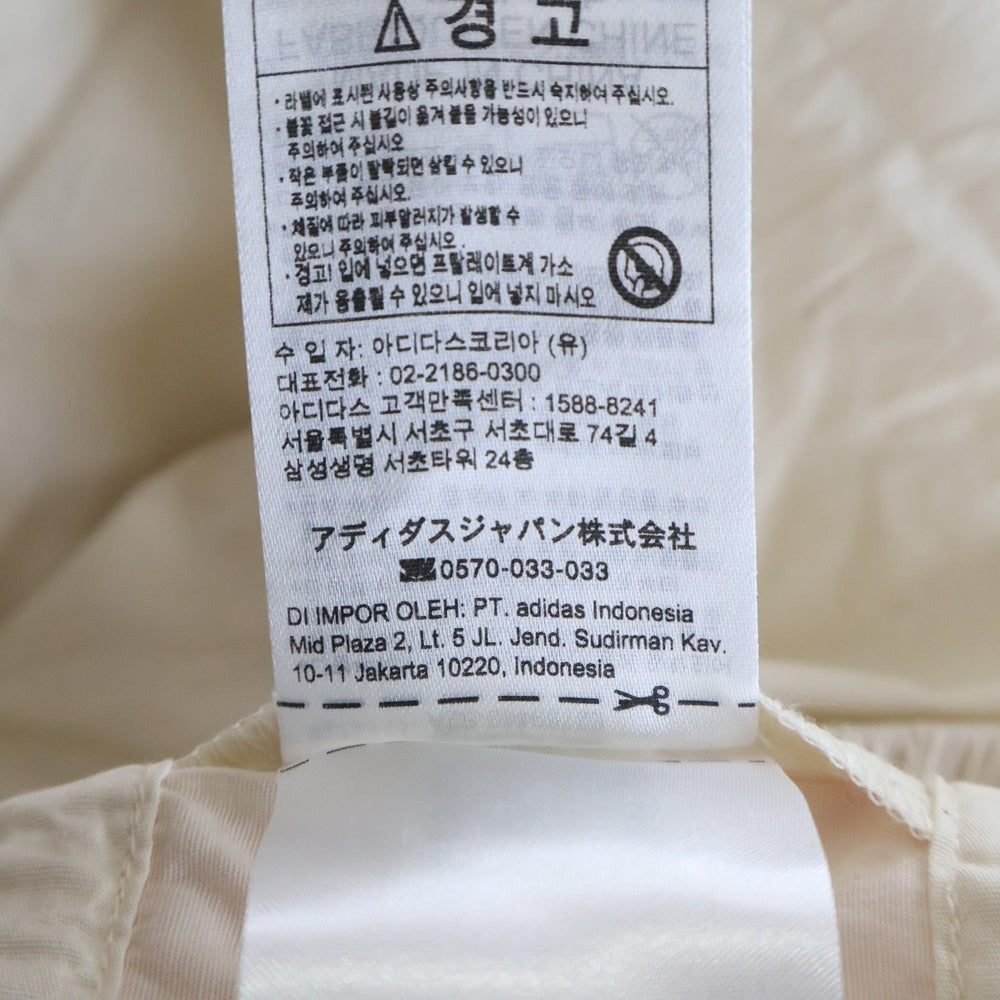 ⚠ 경고
· 라벨에 표시된 사용상 주의사항을 반드시 숙지하여 주십시오.
· 불꽃 접근 시 불길이 옮겨 붙을 가능성이 있으니
주의하여 주십시오
· 작은 부품이 탈락되면 삼킬 수 있으니
주의하여 주십시오.
· 체질에 따라 피부알러지가 발생할 수
있으니 주의하여 주십시오.
· 경고! 입에 넣으면 프탈레이트계 가소
제가 용출될 수 있으니 입에 넣지 마시오
수 입 자: 아디다스코리아 (유)
대표전화 : 02-2186-0300
아디다스 고객만족센터 : 1588-8241
서울특별시 서초구 서초대로 74길 4
삼성생명 서초타워 24층
アディダスジャパン株式会社
☎0570-033-033
DI IMPOR OLEH: PT. adidas Indonesia
Mid Plaza 2, Lt. 5 JL. Jend. Sudirman Kav.
10-11 Jakarta 10220, Indonesia